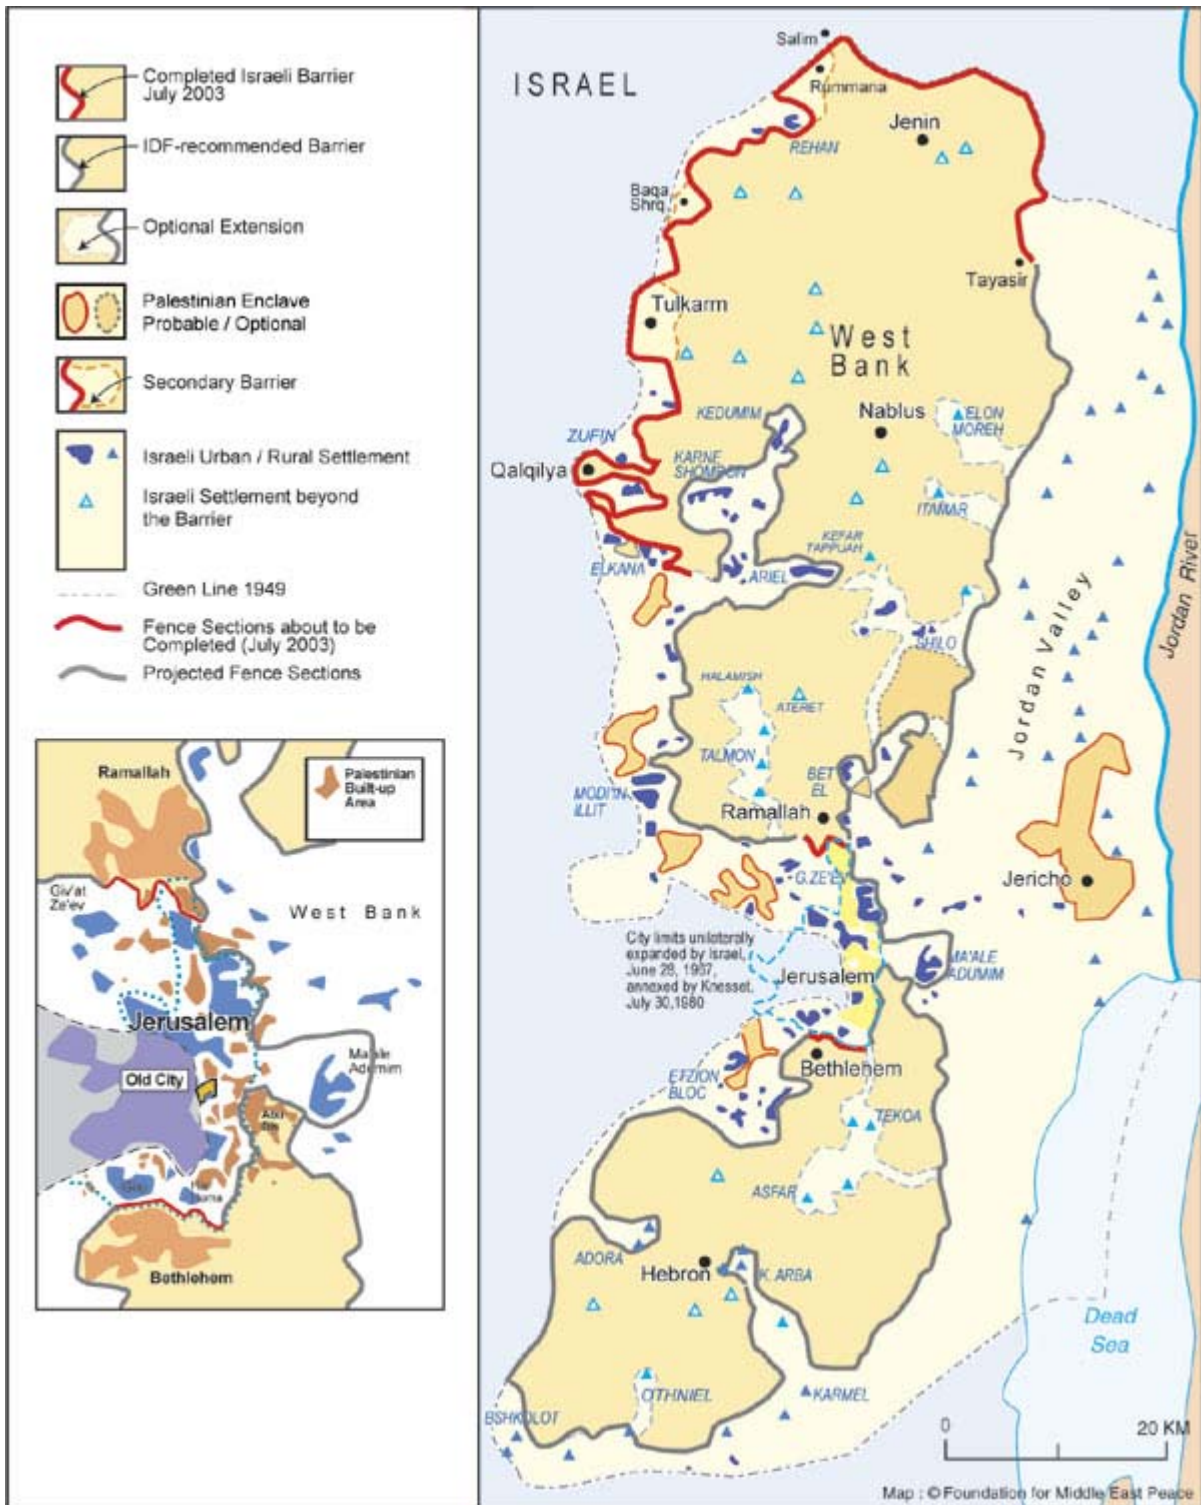 Completed Israeli Barrier
July 2003
IDF-recommended Barrier
Optional Extension
Palestinian Enclave
Probable / Optional
Secondary Barrier
Israeli Urban / Rural Settlement
Israeli Settlement beyond
the Barrier
Green Line 1949
Fence Sections about to be
Completed (July 2003)
Projected Fence Sections
Ramallah
Palestinian
Built-up
Area
Giv'at
Ze'ev
West Bank
Jerusalem
Old City
Ma'ale
Adumim
Abu
Homa
Bethlehem
ISRAEL
Salim
Rummana
Jenin
REHAN
Baqa
Shrq.
Tayasir
Tulkarm
West
Bank
KEDUMIM
Nablus
ELON
MOREH
ZUFIN
Qalqilya
KARNE
SHOMRON
ITAMAR
KEFAR
TAPPUAH
ELKANA
ARIEL
SHILO
Jordan Valley
Jordan River
HALAMISH
ATERET
TALMON
MODI'IN
ILLIT
BET
EL
Ramallah
G.ZE'EV
Jericho
City limits unilaterally
expanded by Israel,
June 28, 1967,
annexed by Knesset,
July 30,1980
Jerusalem
MA'ALE
ADUMIM
ETZION
BLOC
Bethlehem
TEKOA
ASFAR
ADORA
Hebron
K. ARBA
Dead
Sea
OTHNIEL
KARMEL
BSHKOLOT
0
20 KM
Map : © Foundation for Middle East Peace